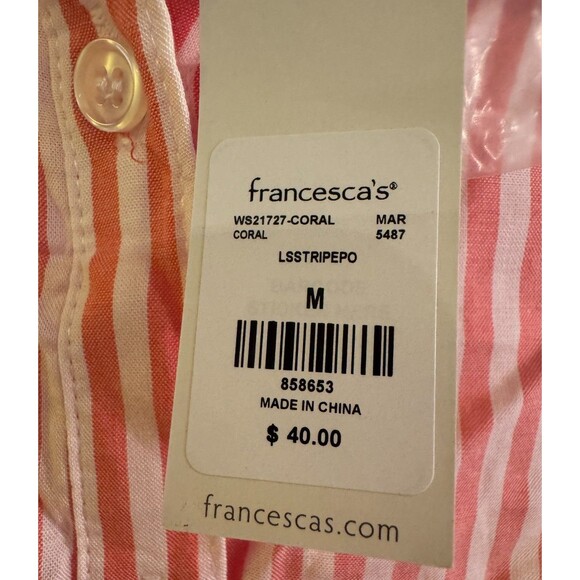 francesca's®
WS21727-CORAL MAR
CORAL 5487
LSSTRIPEPO
M
858653
MADE IN CHINA
$ 40.00
francescas.com